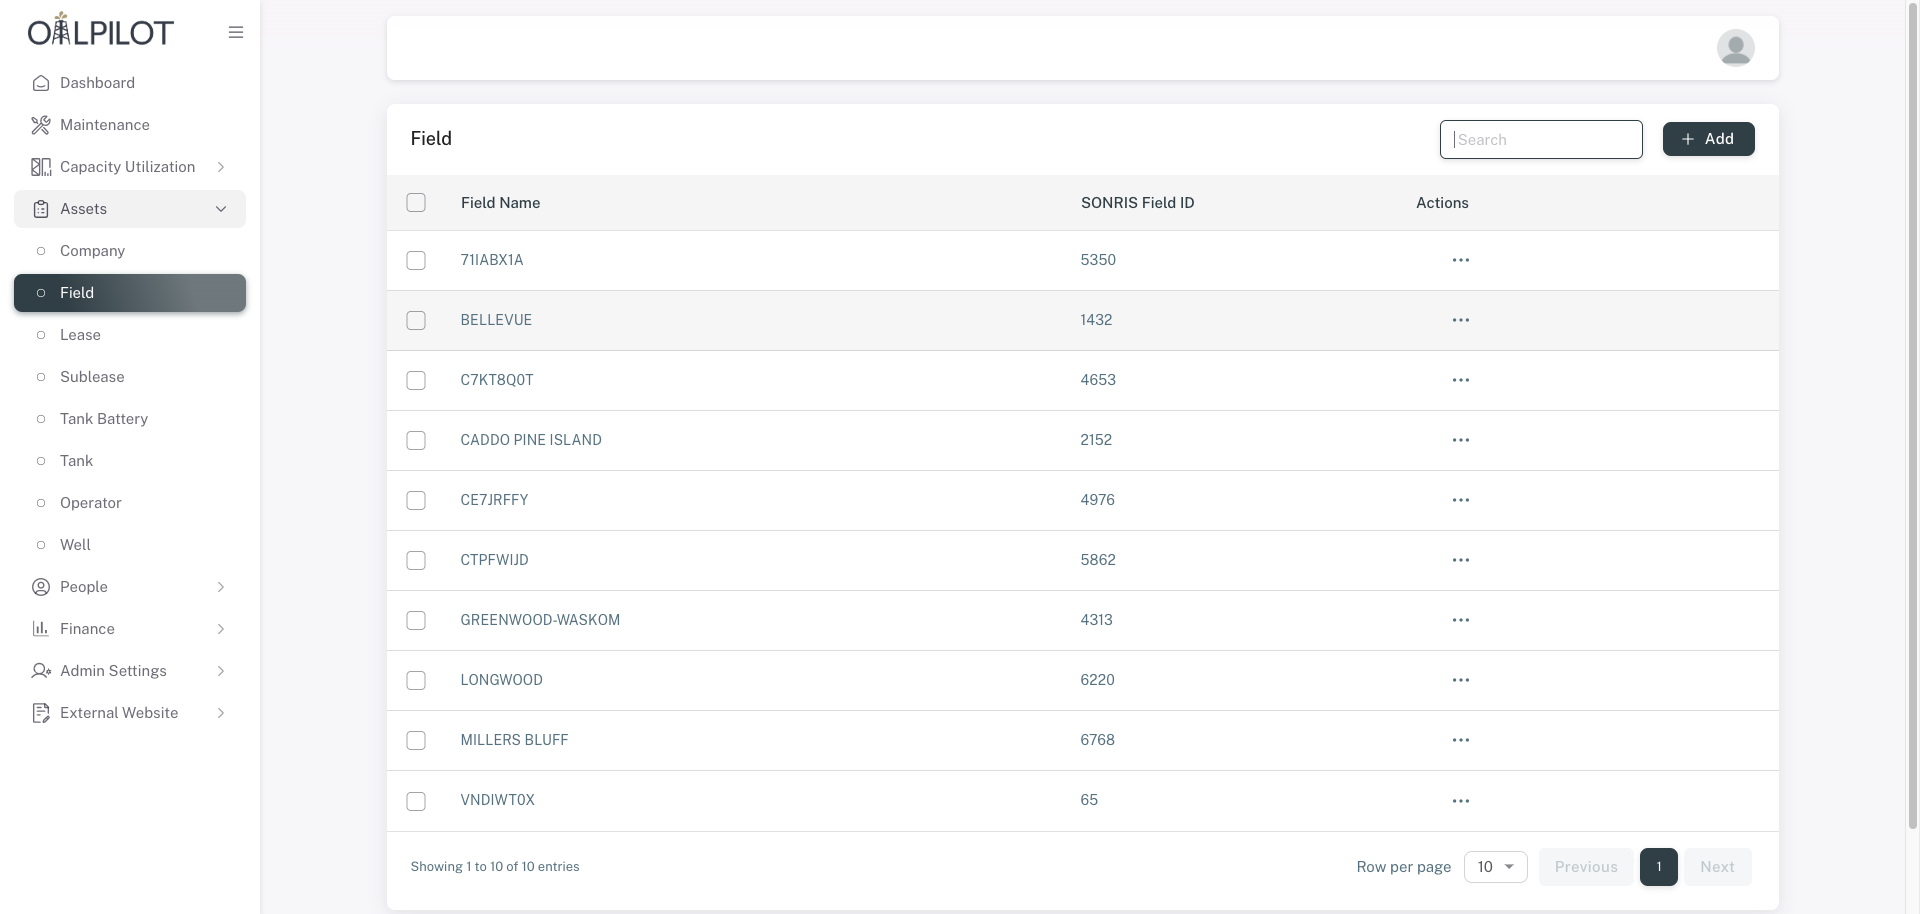 OILPILOT
Dashboard
Maintenance
Capacity Utilization
Assets
Company
Field
Lease
Sublease
Tank Battery
Tank
Operator
Well
People
Finance
Admin Settings
External Website
Field
Search
Add
Field Name SONRIS Field ID Actions
71IABX1A 5350
BELLEVUE 1432
C7KT8Q0T 4653
CADDO PINE ISLAND 2152
CE7JRFFY 4976
CTPFWIJD 5862
GREENWOOD-WASKOM 4313
LONGWOOD 6220
MILLERS BLUFF 6768
VNDIWT0X 65
Showing 1 to 10 of 10 entries Row per page 10 Previous 1 Next